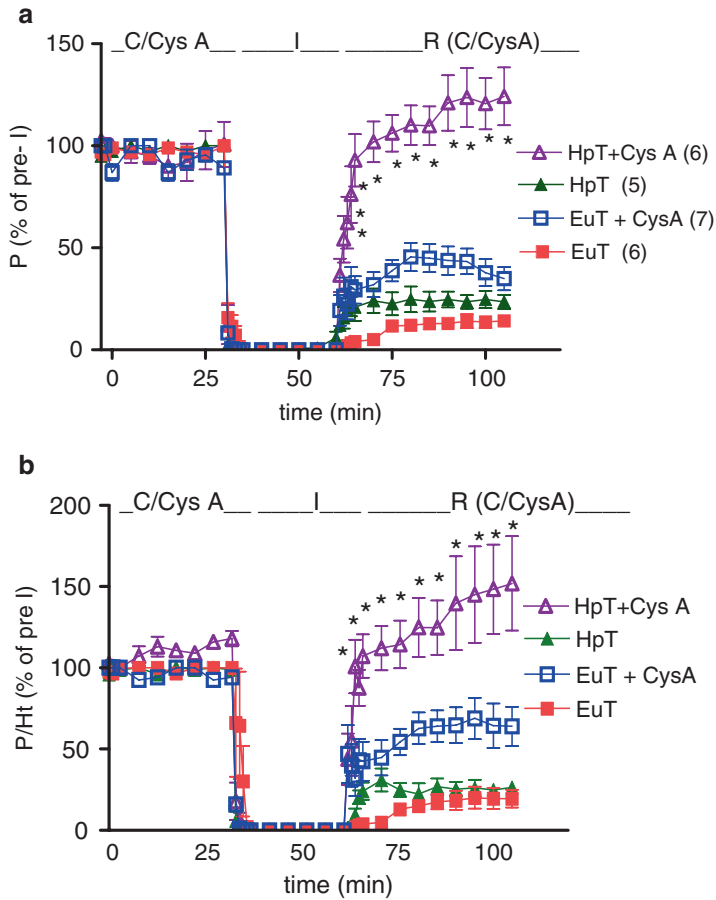 a
_C/Cys A__ ____I___ ______R (C/CysA)___
150
100
50
0
P (% of pre- I)
* * * * * * * * * *
HpT+Cys A (6)
HpT (5)
EuT + CysA (7)
EuT (6)
0 25 50 75 100
time (min)
b
_C/Cys A__ ____I___ ______R (C/CysA)____
200
150
100
50
0
P/Ht (% of pre I)
* * * * * * * * * * *
HpT+Cys A
HpT
EuT + CysA
EuT
0 25 50 75 100
time (min)